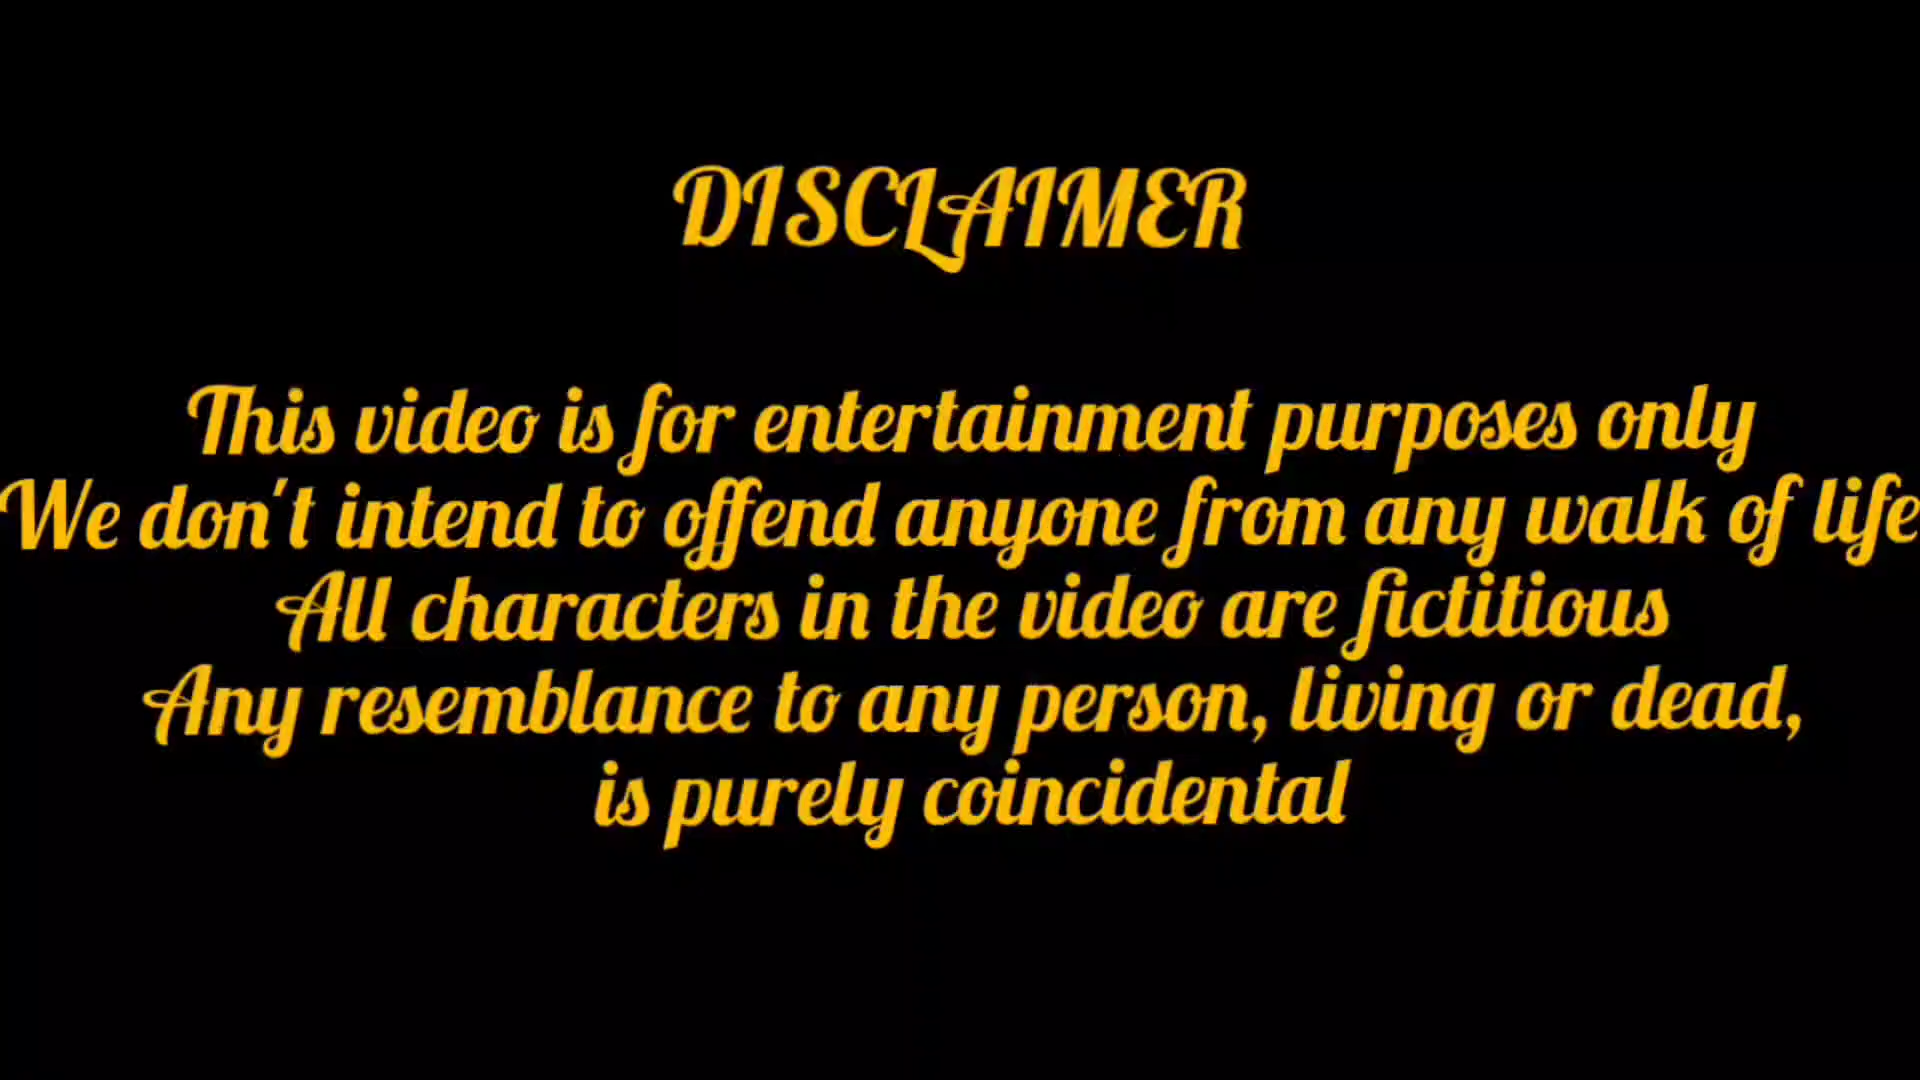 DISCLAIMER
This video is for entertainment purposes only
We don't intend to offend anyone from any walk of life
All characters in the video are fictitious
Any resemblance to any person, living or dead,
is purely coincidental